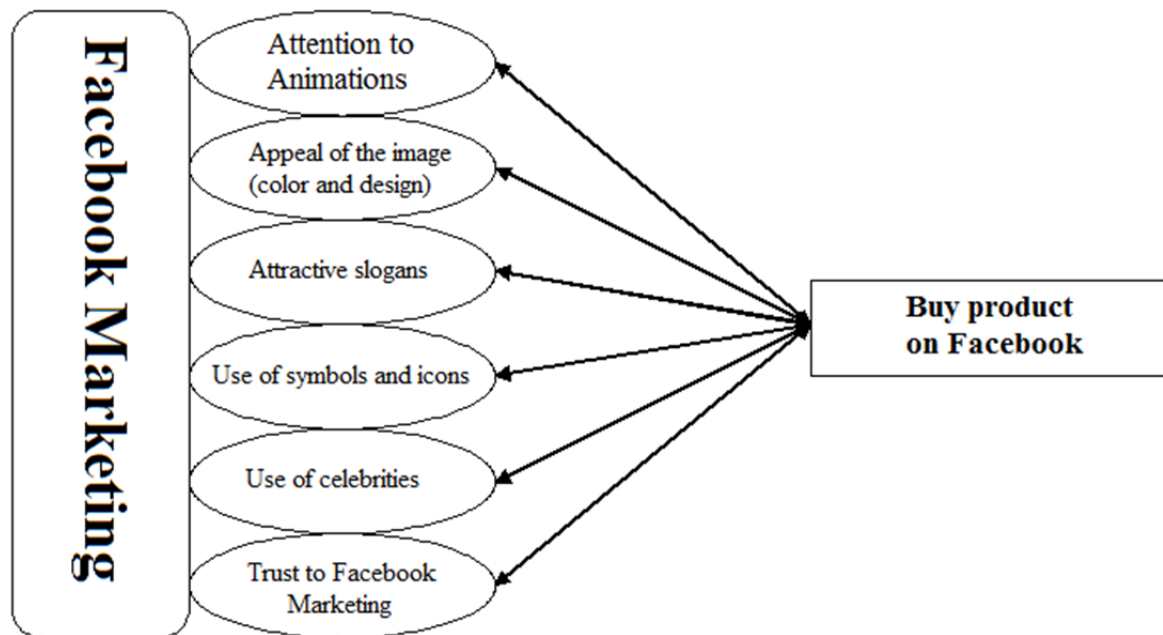 Facebook Marketing
Attention to
Animations
Appeal of the image
(color and design)
Attractive slogans
Use of symbols and icons
Use of celebrities
Trust to Facebook
Marketing
Buy product
on Facebook